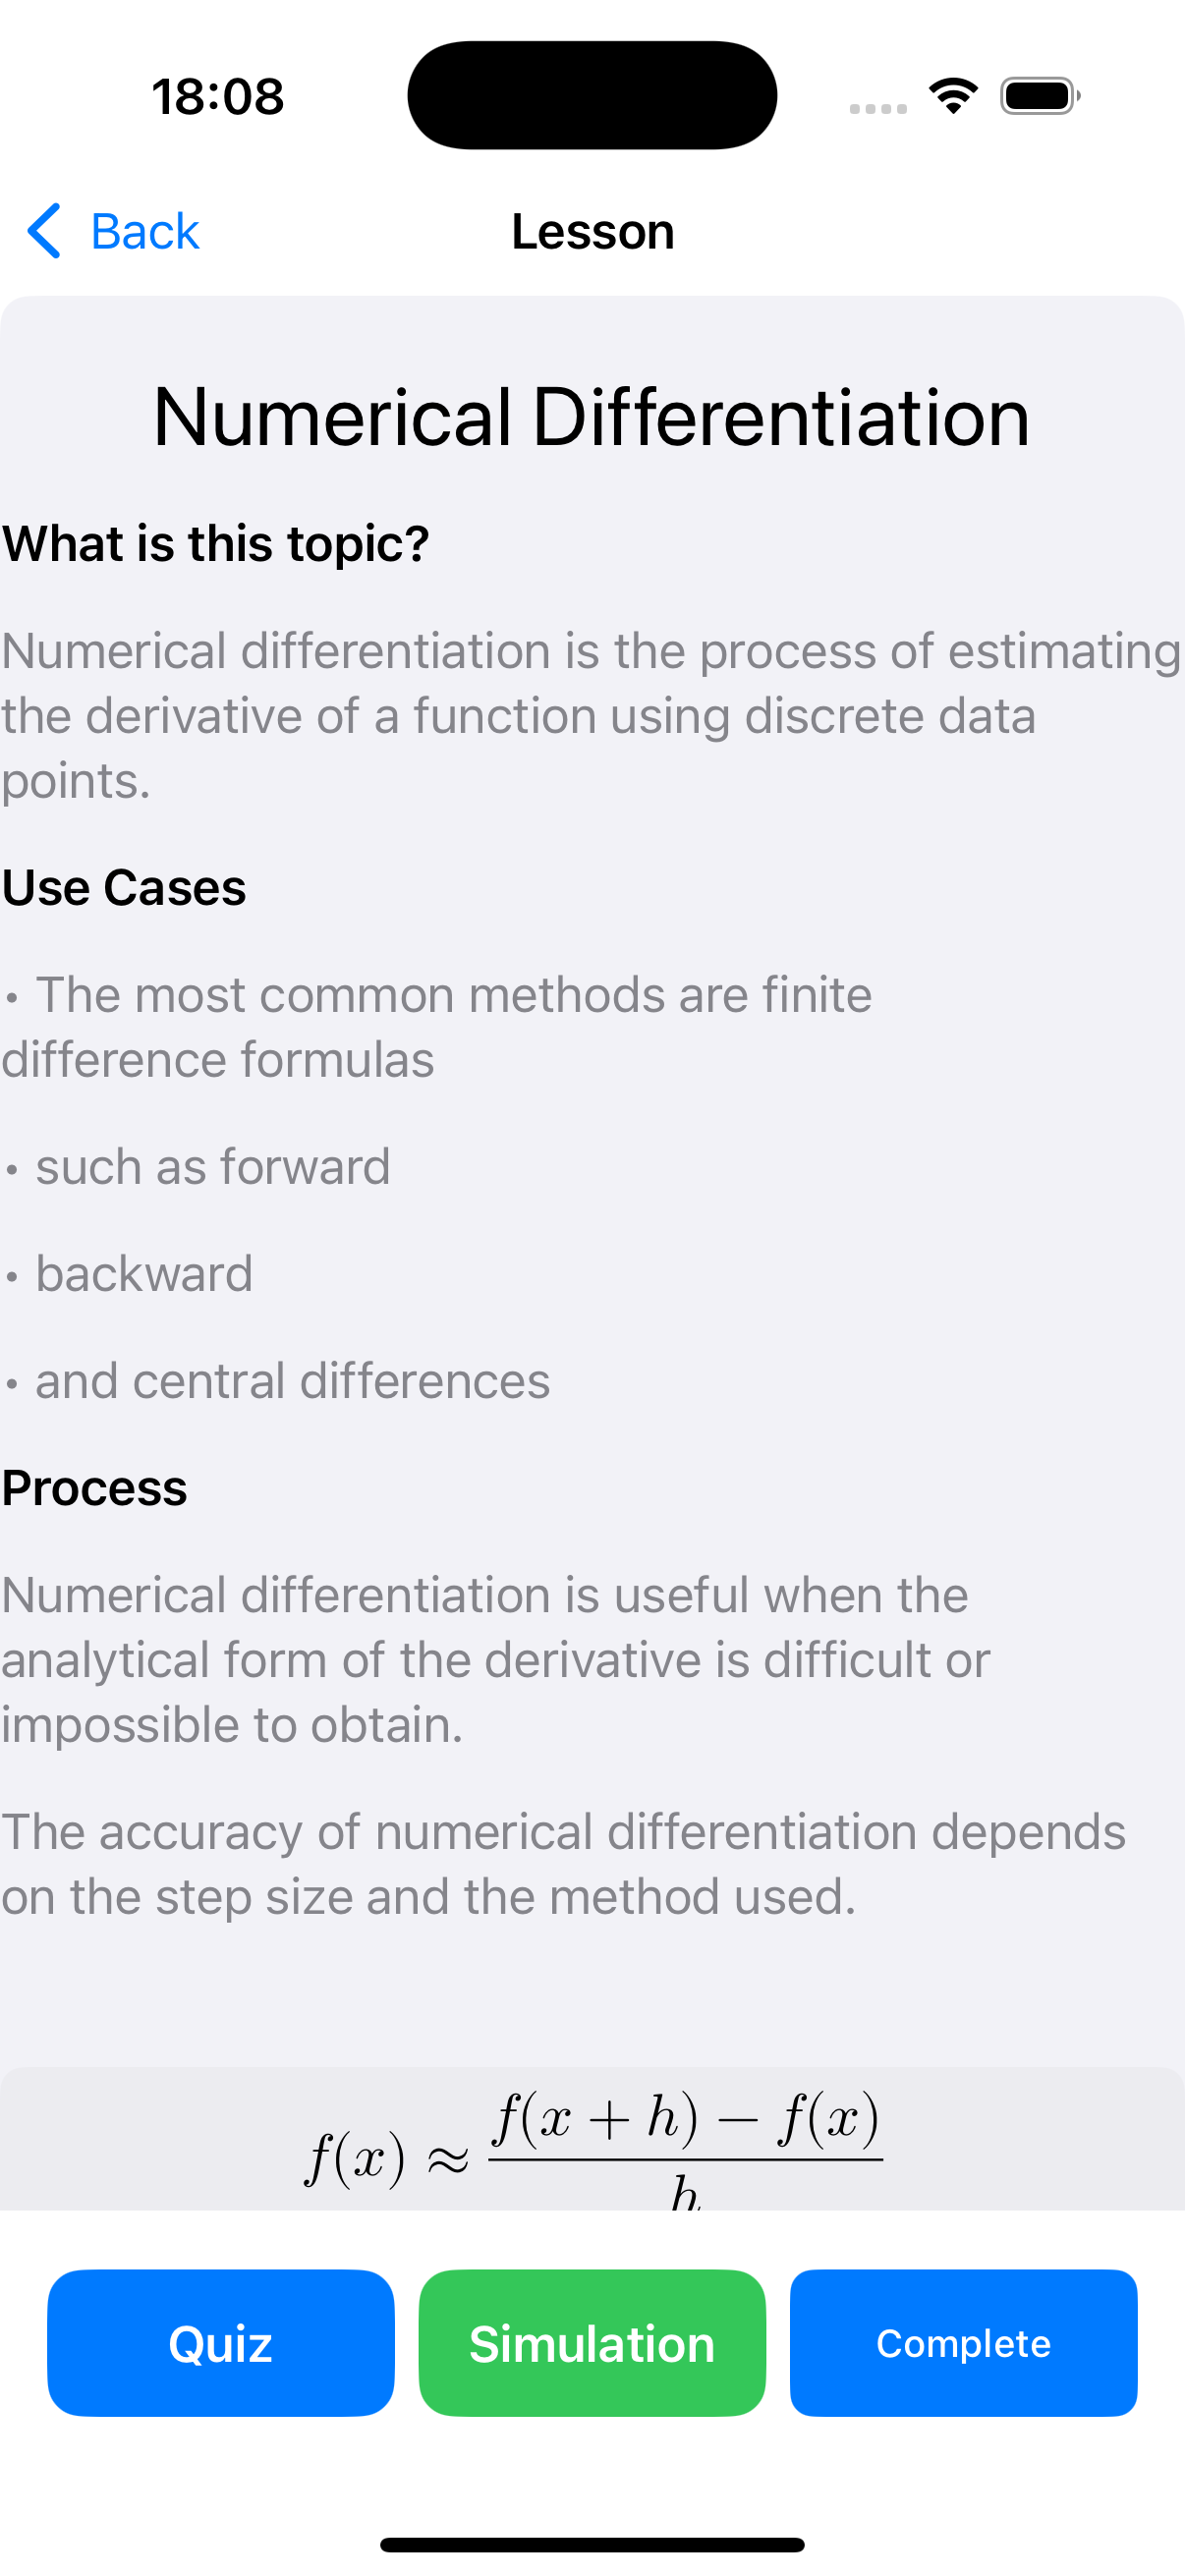 18:08
Back
Lesson
Numerical Differentiation
What is this topic?
Numerical differentiation is the process of estimating
the derivative of a function using discrete data
points.
Use Cases
• The most common methods are finite
difference formulas
• such as forward
• backward
• and central differences
Process
Numerical differentiation is useful when the
analytical form of the derivative is difficult or
impossible to obtain.
The accuracy of numerical differentiation depends
on the step size and the method used.
f(x) ≈ f(x + h) − f(x)
h
Quiz
Simulation
Complete